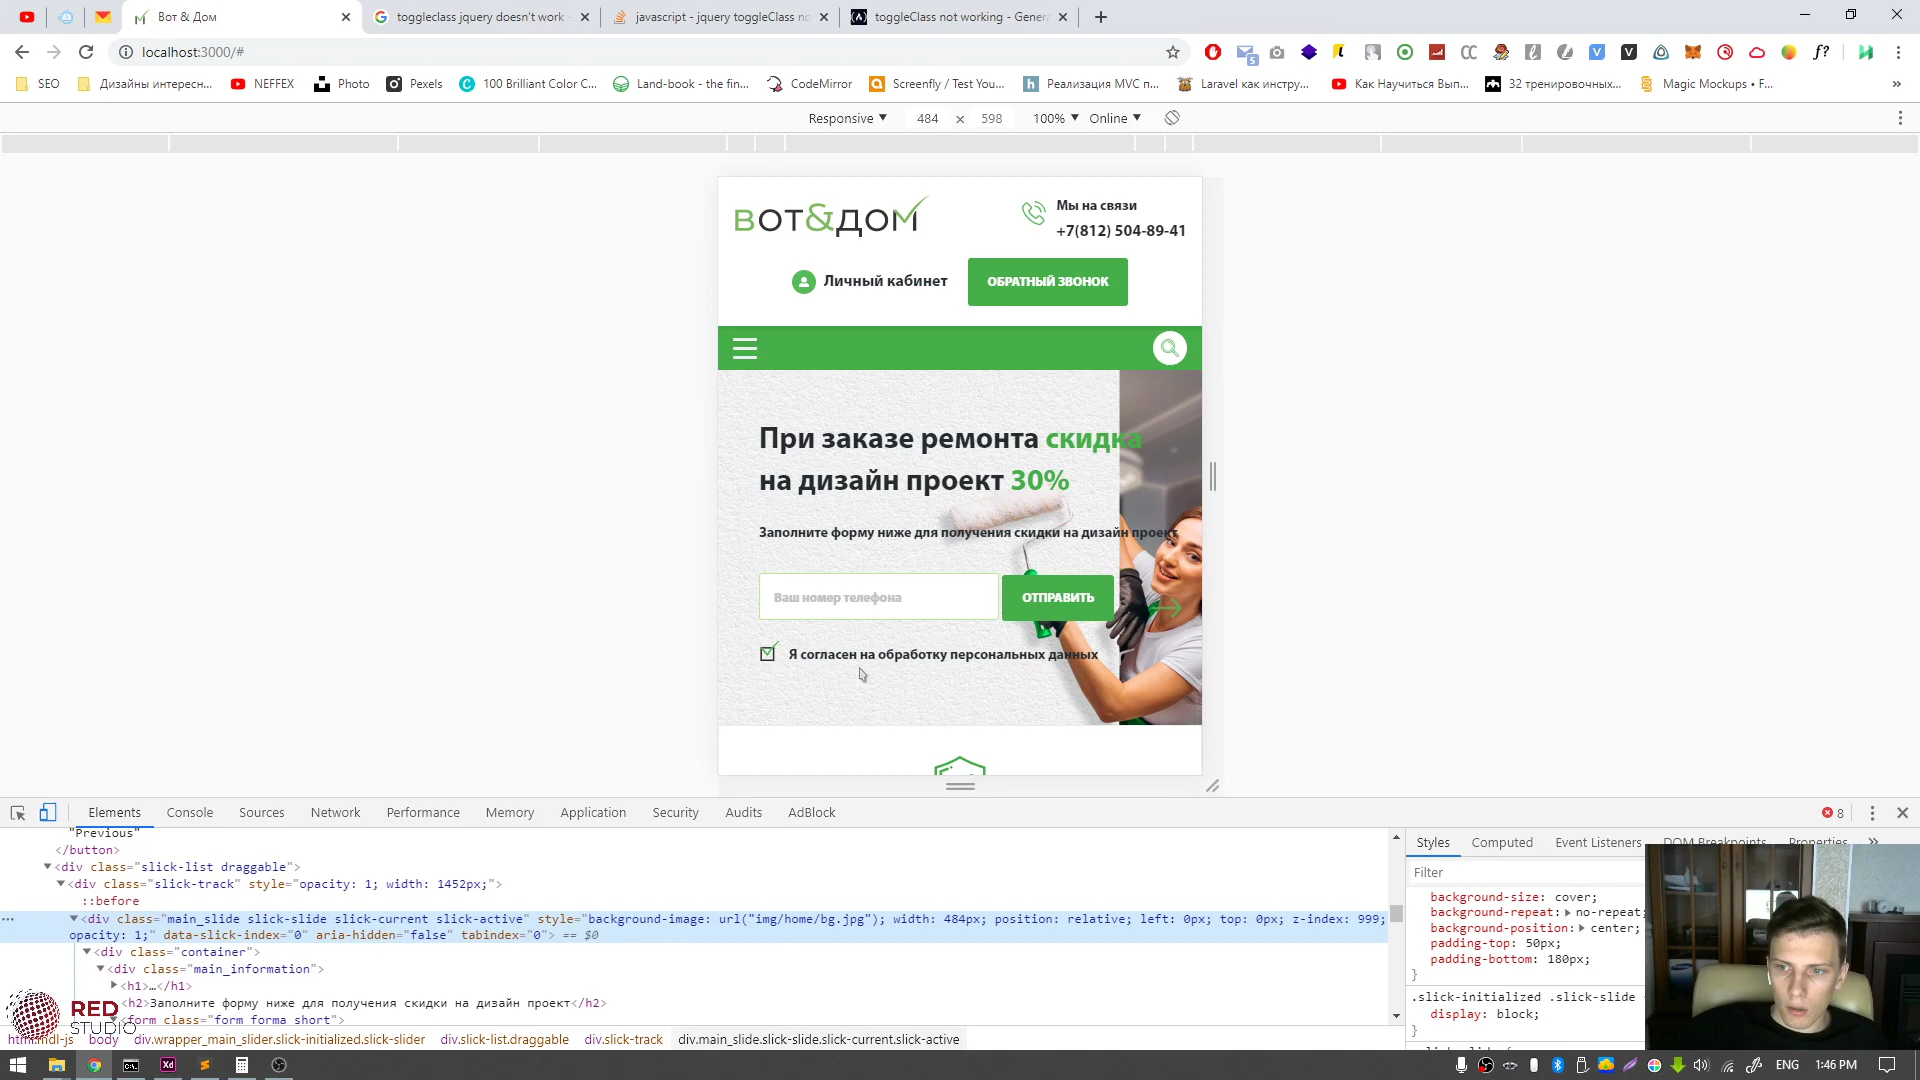 Вот & Дом
toggleclass jquery doesn't work -
javascript - jquery toggleClass no
toggleClass not working - Genera
localhost:3000/#
5
f?
SEO
Дизайны интересн...
NEFFEX
Photo
Pexels
100 Brilliant Color C...
Land-book - the fin...
CodeMirror
Screenfly / Test You...
Реализация MVC п...
Laravel как инстру...
Как Научиться Вып...
32 тренировочных...
Magic Mockups • F...
»
Responsive
484
x
598
100%
Online
ВОТ&ДОМ
Мы на связи
+7(812) 504-89-41
Личный кабинет
ОБРАТНЫЙ ЗВОНОК
При заказе ремонта скидка
на дизайн проект 30%
Заполните форму ниже для получения скидки на дизайн проект
Ваш номер телефона
ОТПРАВИТЬ
Я согласен на обработку персональных данных
Elements
Console
Sources
Network
Performance
Memory
Application
Security
Audits
AdBlock
8
"Previous"
</button>
<div class="slick-list draggable">
<div class="slick-track" style="opacity: 1; width: 1452px;">
::before
<div class="main_slide slick-slide slick-current slick-active" style="background-image: url("img/home/bg.jpg"); width: 484px; position: relative; left: 0px; top: 0px; z-index: 999;
opacity: 1;" data-slick-index="0" aria-hidden="false" tabindex="0"> == $0
<div class="container">
<div class="main_information">
<h1>…</h1>
<h2>Заполните форму ниже для получения скидки на дизайн проект</h2>
<form class="form forma short">
Styles
Computed
Event Listeners
DOM Breakpoints
Properties
»
Filter
background-size: cover;
background-repeat: no-repeat;
background-position: center;
padding-top: 50px;
padding-bottom: 180px;
}
.slick-initialized .slick-slide
display: block;
}
RED
STUDIO
body
div.wrapper_main_slider.slick-initialized.slick-slider
div.slick-list.draggable
div.slick-track
div.main_slide.slick-slide.slick-current.slick-active
Xd
ENG
1:46 PM